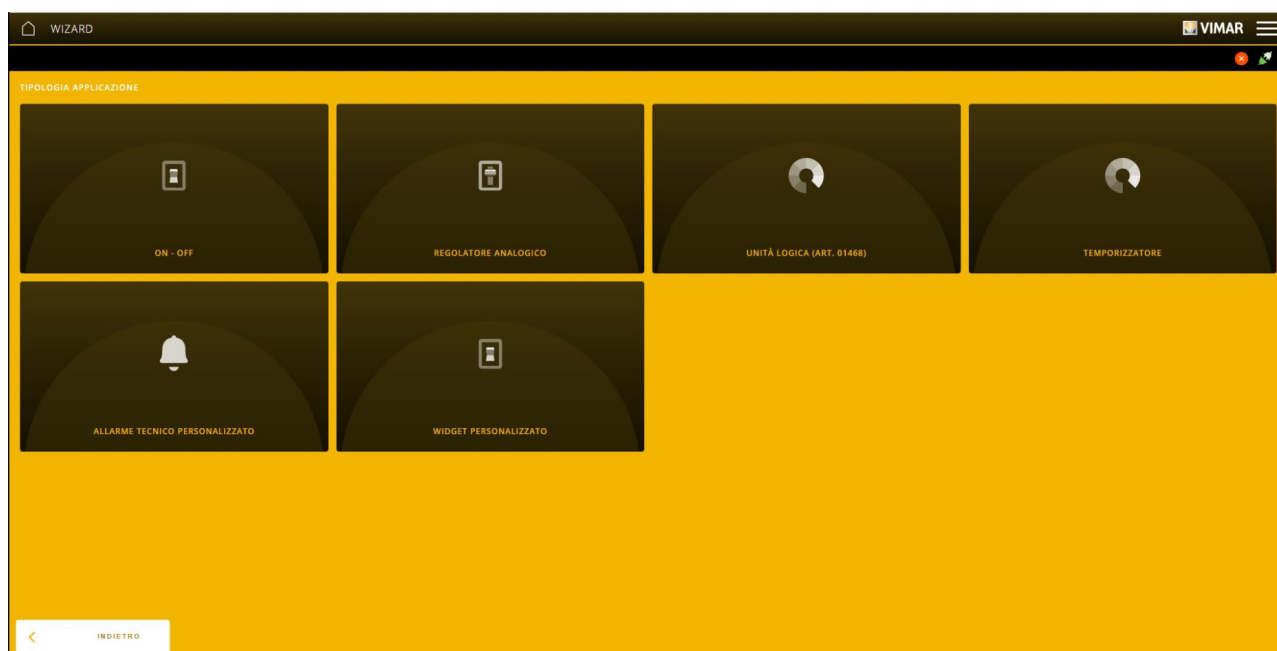 WIZARD
VIMAR
TIPOLOGIA APPLICAZIONE
ON - OFF
REGOLATORE ANALOGICO
UNITÀ LOGICA (ART. 01468)
TEMPORIZZATORE
ALLARME TECNICO PERSONALIZZATO
WIDGET PERSONALIZZATO
INDIETRO